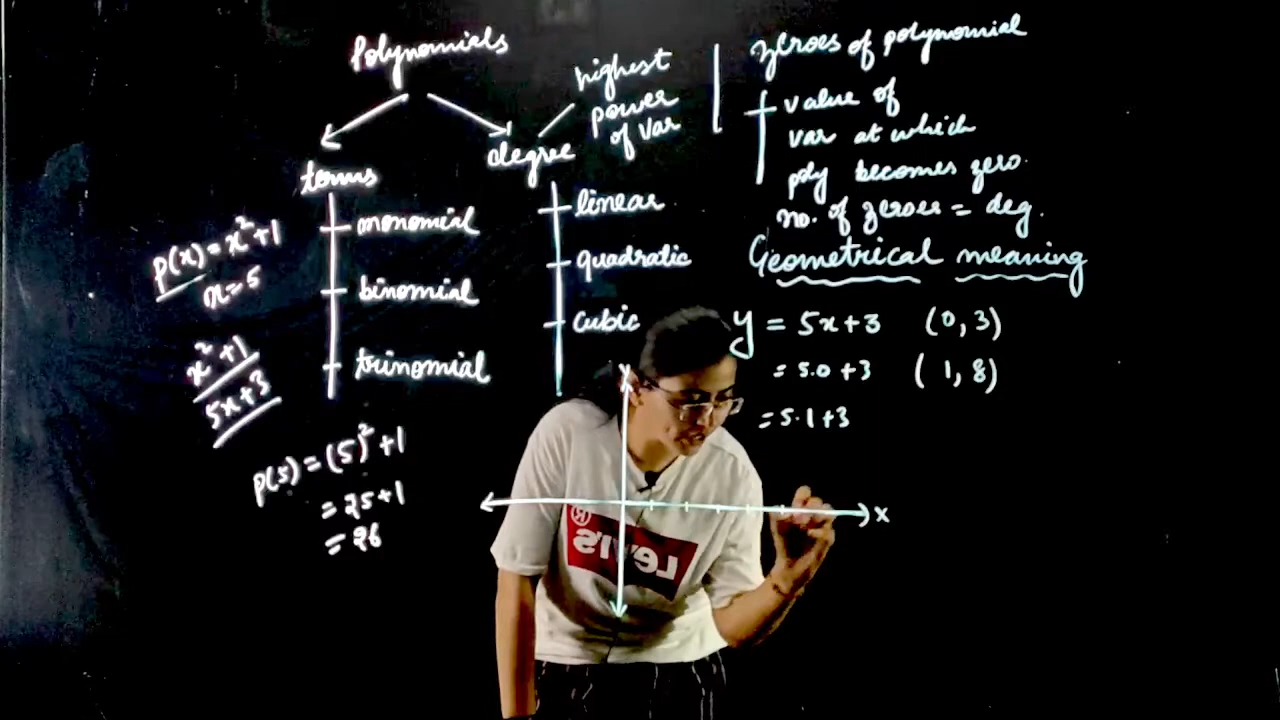 Polynomials
terms
monomial
binomial
trinomial
degree
highest
power
of var
linear
quadratic
cubic
p(x) = x²+1
x=5
x²+1
5x+3
p(5) = (5)²+1
= 25+1
= 26
zeroes of polynomial
value of
var at which
poly becomes zero.
no. of zeroes = deg.
Geometrical meaning
y = 5x+3 (0, 3)
= 5.0+3 (1, 8)
= 5.1+3
Y
X
LEVI'S ®